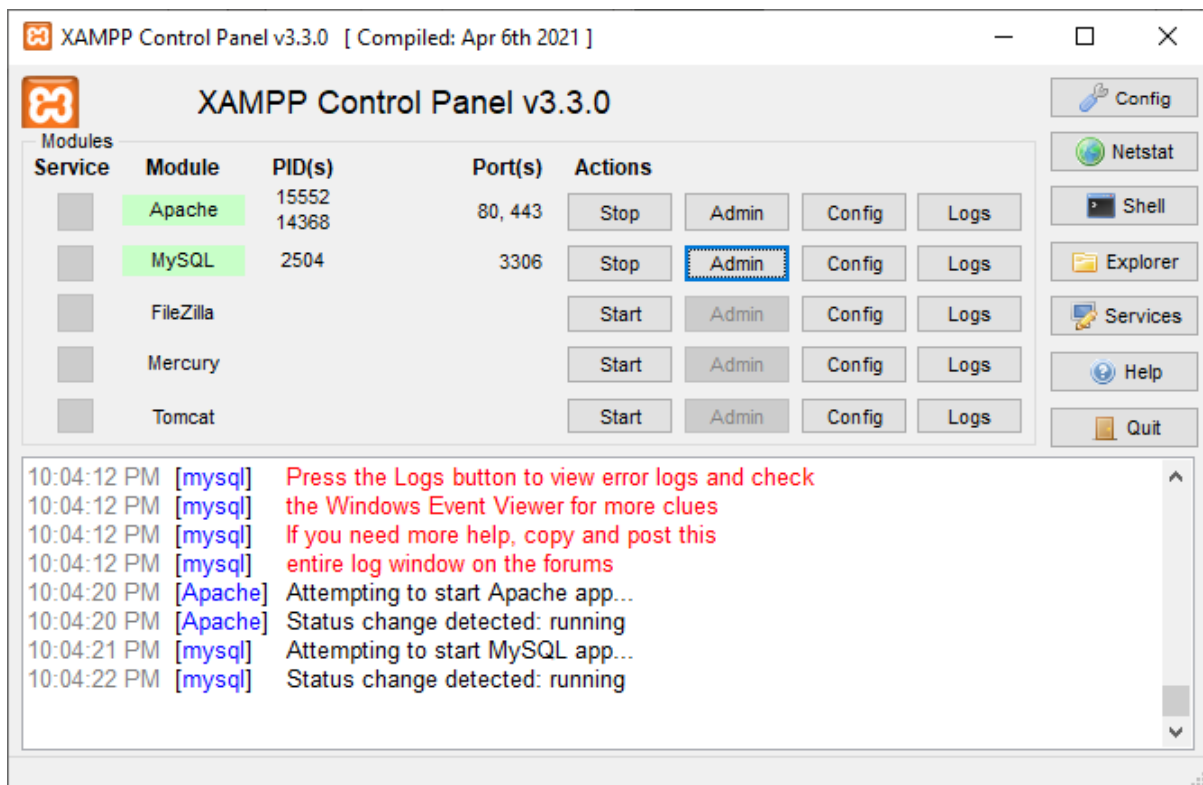 XAMPP Control Panel v3.3.0 [ Compiled: Apr 6th 2021 ]
XAMPP Control Panel v3.3.0
Config
Netstat
Shell
Explorer
Services
Help
Quit
Modules
Service Module PID(s) Port(s) Actions
Apache 15552 14368 80, 443 Stop Admin Config Logs
MySQL 2504 3306 Stop Admin Config Logs
FileZilla Start Admin Config Logs
Mercury Start Admin Config Logs
Tomcat Start Admin Config Logs
10:04:12 PM [mysql] Press the Logs button to view error logs and check
10:04:12 PM [mysql] the Windows Event Viewer for more clues
10:04:12 PM [mysql] If you need more help, copy and post this
10:04:12 PM [mysql] entire log window on the forums
10:04:20 PM [Apache] Attempting to start Apache app...
10:04:20 PM [Apache] Status change detected: running
10:04:21 PM [mysql] Attempting to start MySQL app...
10:04:22 PM [mysql] Status change detected: running